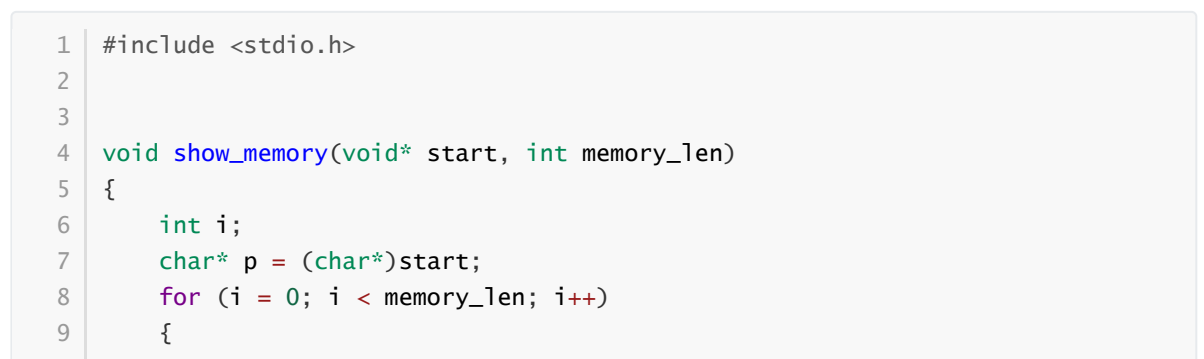 1 #include <stdio.h>
2
3
4 void show_memory(void* start, int memory_len)
5 {
6     int i;
7     char* p = (char*)start;
8     for (i = 0; i < memory_len; i++)
9     {